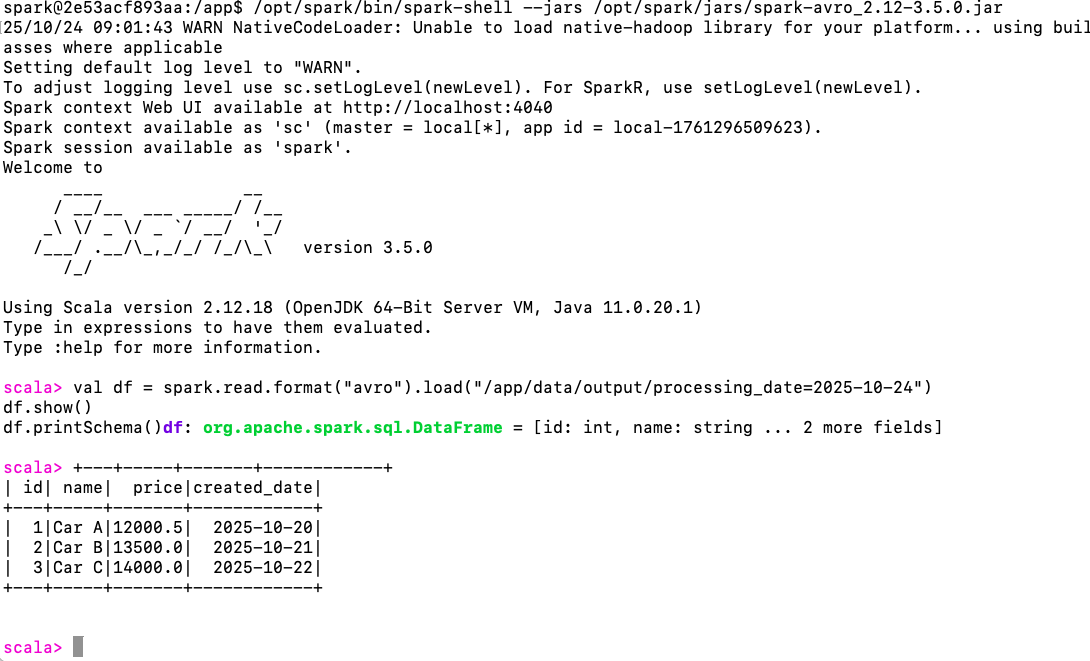 spark@2e53acf893aa:/app$ /opt/spark/bin/spark-shell --jars /opt/spark/jars/spark-avro_2.12-3.5.0.jar
25/10/24 09:01:43 WARN NativeCodeLoader: Unable to load native-hadoop library for your platform... using buil
asses where applicable
Setting default log level to "WARN".
To adjust logging level use sc.setLogLevel(newLevel). For SparkR, use setLogLevel(newLevel).
Spark context Web UI available at http://localhost:4040
Spark context available as 'sc' (master = local[*], app id = local-1761296509623).
Spark session available as 'spark'.
Welcome to
      ____              __
     / __/__  ___ _____/ /__
    _\ \/ _ \/ _ `/ __/  '_/
   /___/ .__/\_,_/_/ /_/\_\   version 3.5.0
      /_/

Using Scala version 2.12.18 (OpenJDK 64-Bit Server VM, Java 11.0.20.1)
Type in expressions to have them evaluated.
Type :help for more information.

scala> val df = spark.read.format("avro").load("/app/data/output/processing_date=2025-10-24")
df.show()
df.printSchema()df: org.apache.spark.sql.DataFrame = [id: int, name: string ... 2 more fields]

scala> +---+-----+-------+------------+
| id| name|  price|created_date|
+---+-----+-------+------------+
|  1|Car A|12000.5|  2025-10-20|
|  2|Car B|13500.0|  2025-10-21|
|  3|Car C|14000.0|  2025-10-22|
+---+-----+-------+------------+

scala>